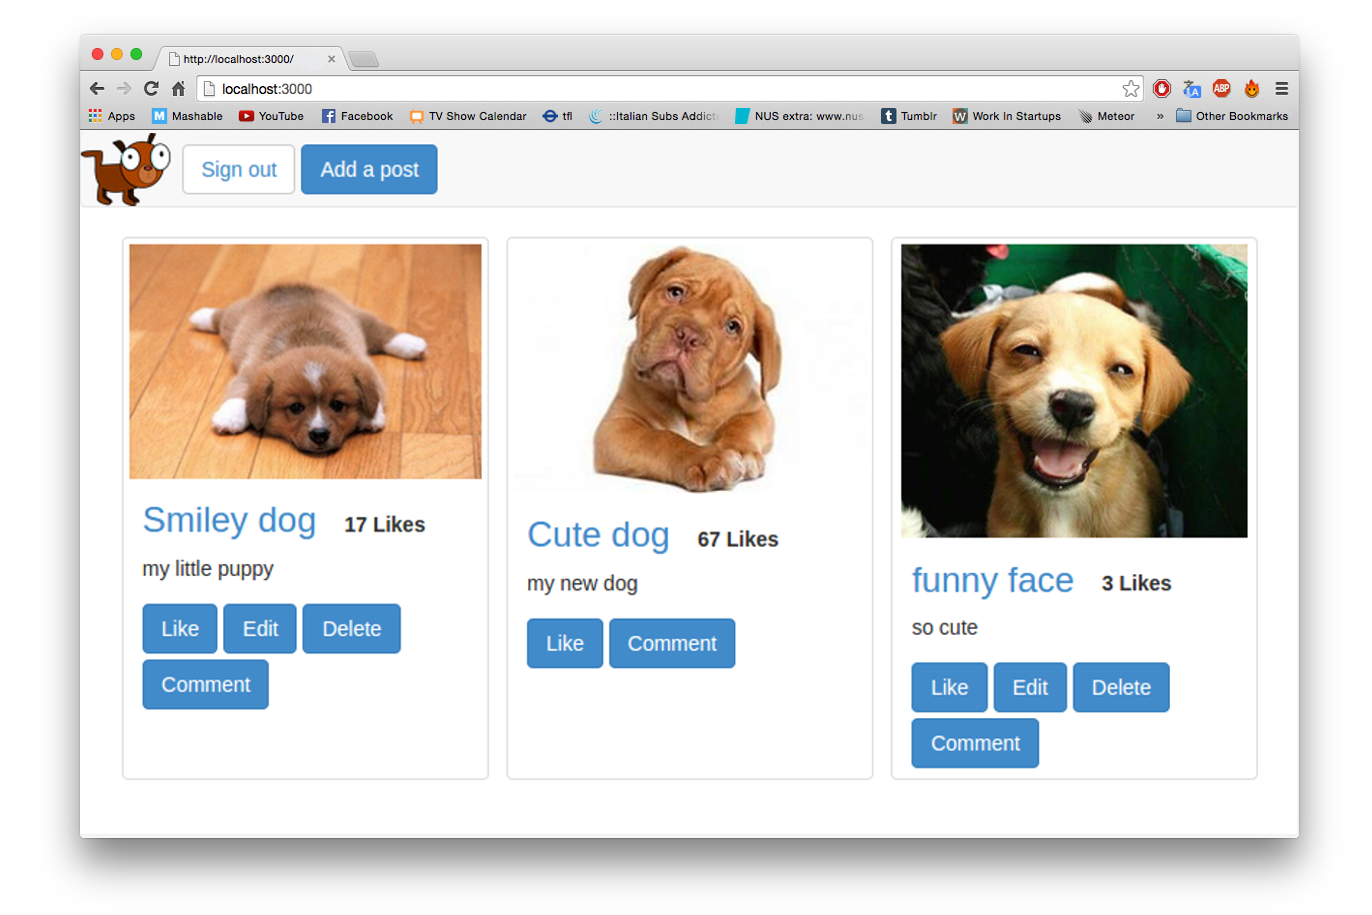 http://localhost:3000/
localhost:3000
ABP
Apps Mashable YouTube Facebook TV Show Calendar tfl ::Italian Subs Addict NUS extra: www.nus Tumblr Work In Startups Meteor » Other Bookmarks
Sign out Add a post
Smiley dog 17 Likes
my little puppy
Like Edit Delete
Comment
Cute dog 67 Likes
my new dog
Like Comment
funny face 3 Likes
so cute
Like Edit Delete
Comment